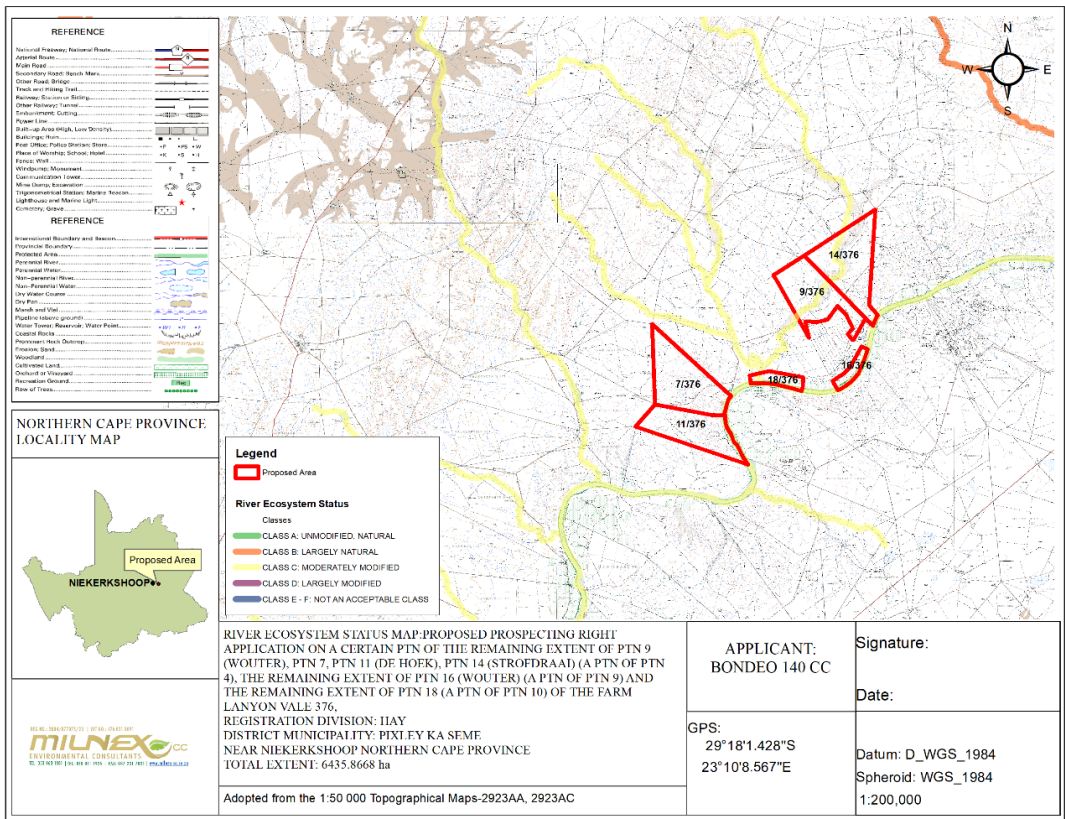 REFERENCE
National Freeway; National Route
Arterial Route
Main Road
Secondary Road; Bench Mark
Other Road; Bridge
Track and Hiking Trail
Railway; Station or Siding
Other Railway; Tunnel
Embankment; Cutting
Power Line
Built-up Area (High, Low Density)
Buildings; Ruin
Post Office; Police Station; Store
Place of Worship; School; Hotel
Fence; Wall
Windpump; Monument
Communication Tower
Mine Dump; Excavation
Trigonometrical Station; Marine Beacon
Lighthouse and Marine Light
Cemetery; Grave
REFERENCE
International Boundary and Beacon
Provincial Boundary
Protected Area
Perennial River
Perennial Water
Non-perennial River
Non-Perennial Water
Dry Water Course
Dry Pan
Marsh and Vlei
Pipeline (above ground)
Water Tower; Reservoir; Water Point
Coastal Rocks
Prominent Rock Outcrop
Erosion; Sand
Woodland
Cultivated Land
Orchard or Vineyard
Recreation Ground
Row of Trees
N
W
E
S
14/376
9/376
16/376
18/376
7/376
11/376
NORTHERN CAPE PROVINCE
LOCALITY MAP
Proposed Area
NIEKERKSHOOP
Legend
Proposed Area
River Ecosystem Status
Classes
CLASS A: UNMODIFIED, NATURAL
CLASS B: LARGELY NATURAL
CLASS C: MODERATELY MODIFIED
CLASS D: LARGELY MODIFIED
CLASS E - F: NOT AN ACCEPTABLE CLASS
RIVER ECOSYSTEM STATUS MAP:PROPOSED PROSPECTING RIGHT
APPLICATION ON A CERTAIN PTN OF THE REMAINING EXTENT OF PTN 9
(WOUTER), PTN 7, PTN 11 (DE HOEK), PTN 14 (STROFDRAAI) (A PTN OF PTN
4), THE REMAINING EXTENT OF PTN 16 (WOUTER) (A PTN OF PTN 9) AND
THE REMAINING EXTENT OF PTN 18 (A PTN OF PTN 10) OF THE FARM
LANYON VALE 376,
REGISTRATION DIVISION: HAY
DISTRICT MUNICIPALITY: PIXLEY KA SEME
NEAR NIEKERKSHOOP NORTHERN CAPE PROVINCE
TOTAL EXTENT: 6435.8668 ha
Adopted from the 1:50 000 Topographical Maps-2923AA, 2923AC
APPLICANT:
BONDEO 140 CC
GPS:
29°18'1.428"S
23°10'8.567"E
Signature:
Date:
Datum: D_WGS_1984
Spheroid: WGS_1984
1:200,000
MILNEX CC
ENVIRONMENTAL CONSULTANTS